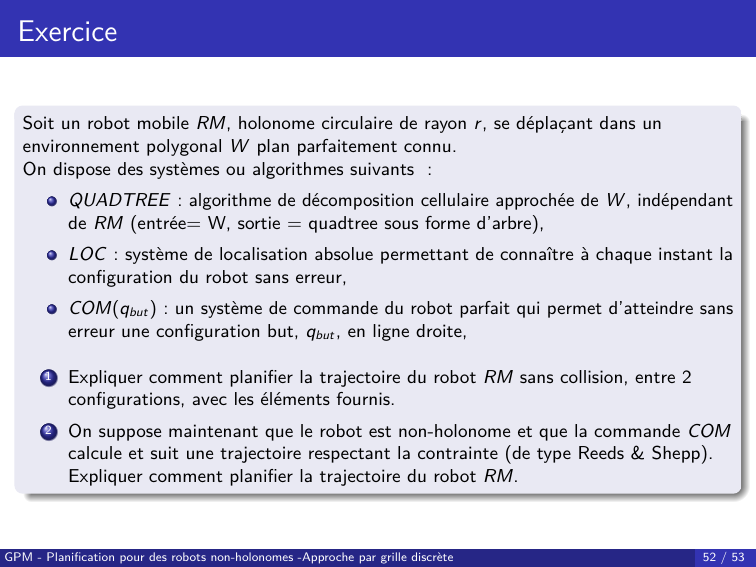 Exercice
Soit un robot mobile RM, holonome circulaire de rayon r, se déplaçant dans un
environnement polygonal W plan parfaitement connu.
On dispose des systèmes ou algorithmes suivants :
QUADTREE : algorithme de décomposition cellulaire approchée de W, indépendant
de RM (entrée= W, sortie = quadtree sous forme d'arbre),
LOC : système de localisation absolue permettant de connaître à chaque instant la
configuration du robot sans erreur,
COM(q_but) : un système de commande du robot parfait qui permet d'atteindre sans
erreur une configuration but, q_but, en ligne droite,
1 Expliquer comment planifier la trajectoire du robot RM sans collision, entre 2
configurations, avec les éléments fournis.
2 On suppose maintenant que le robot est non-holonome et que la commande COM
calcule et suit une trajectoire respectant la contrainte (de type Reeds & Shepp).
Expliquer comment planifier la trajectoire du robot RM.
GPM - Planification pour des robots non-holonomes -Approche par grille discrète
52 / 53